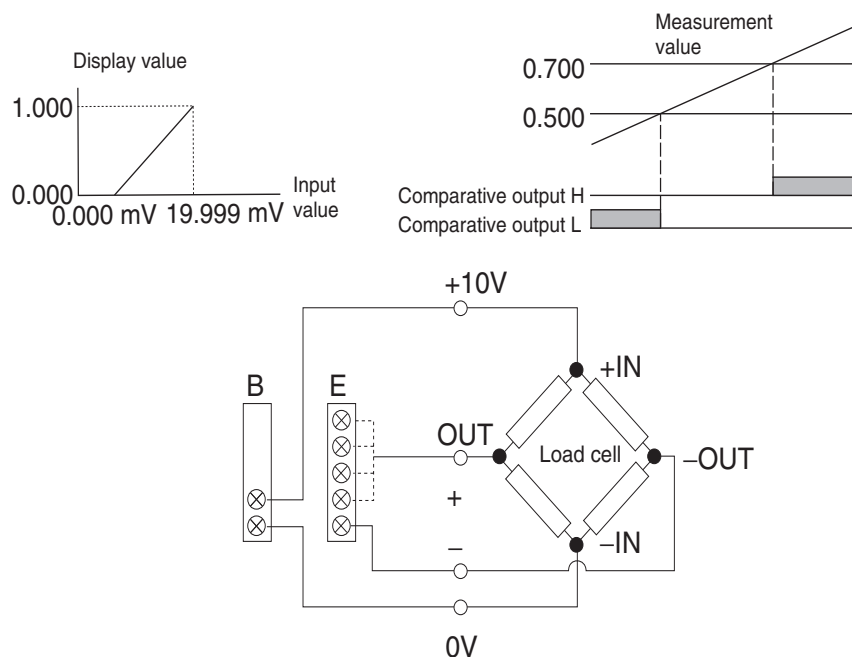 Display value
1.000
0.000
0.000 mV
19.999 mV
Input
value
Measurement
value
0.700
0.500
Comparative output H
Comparative output L
+10V
B
E
+IN
OUT
Load cell
–OUT
+
–
–IN
0V